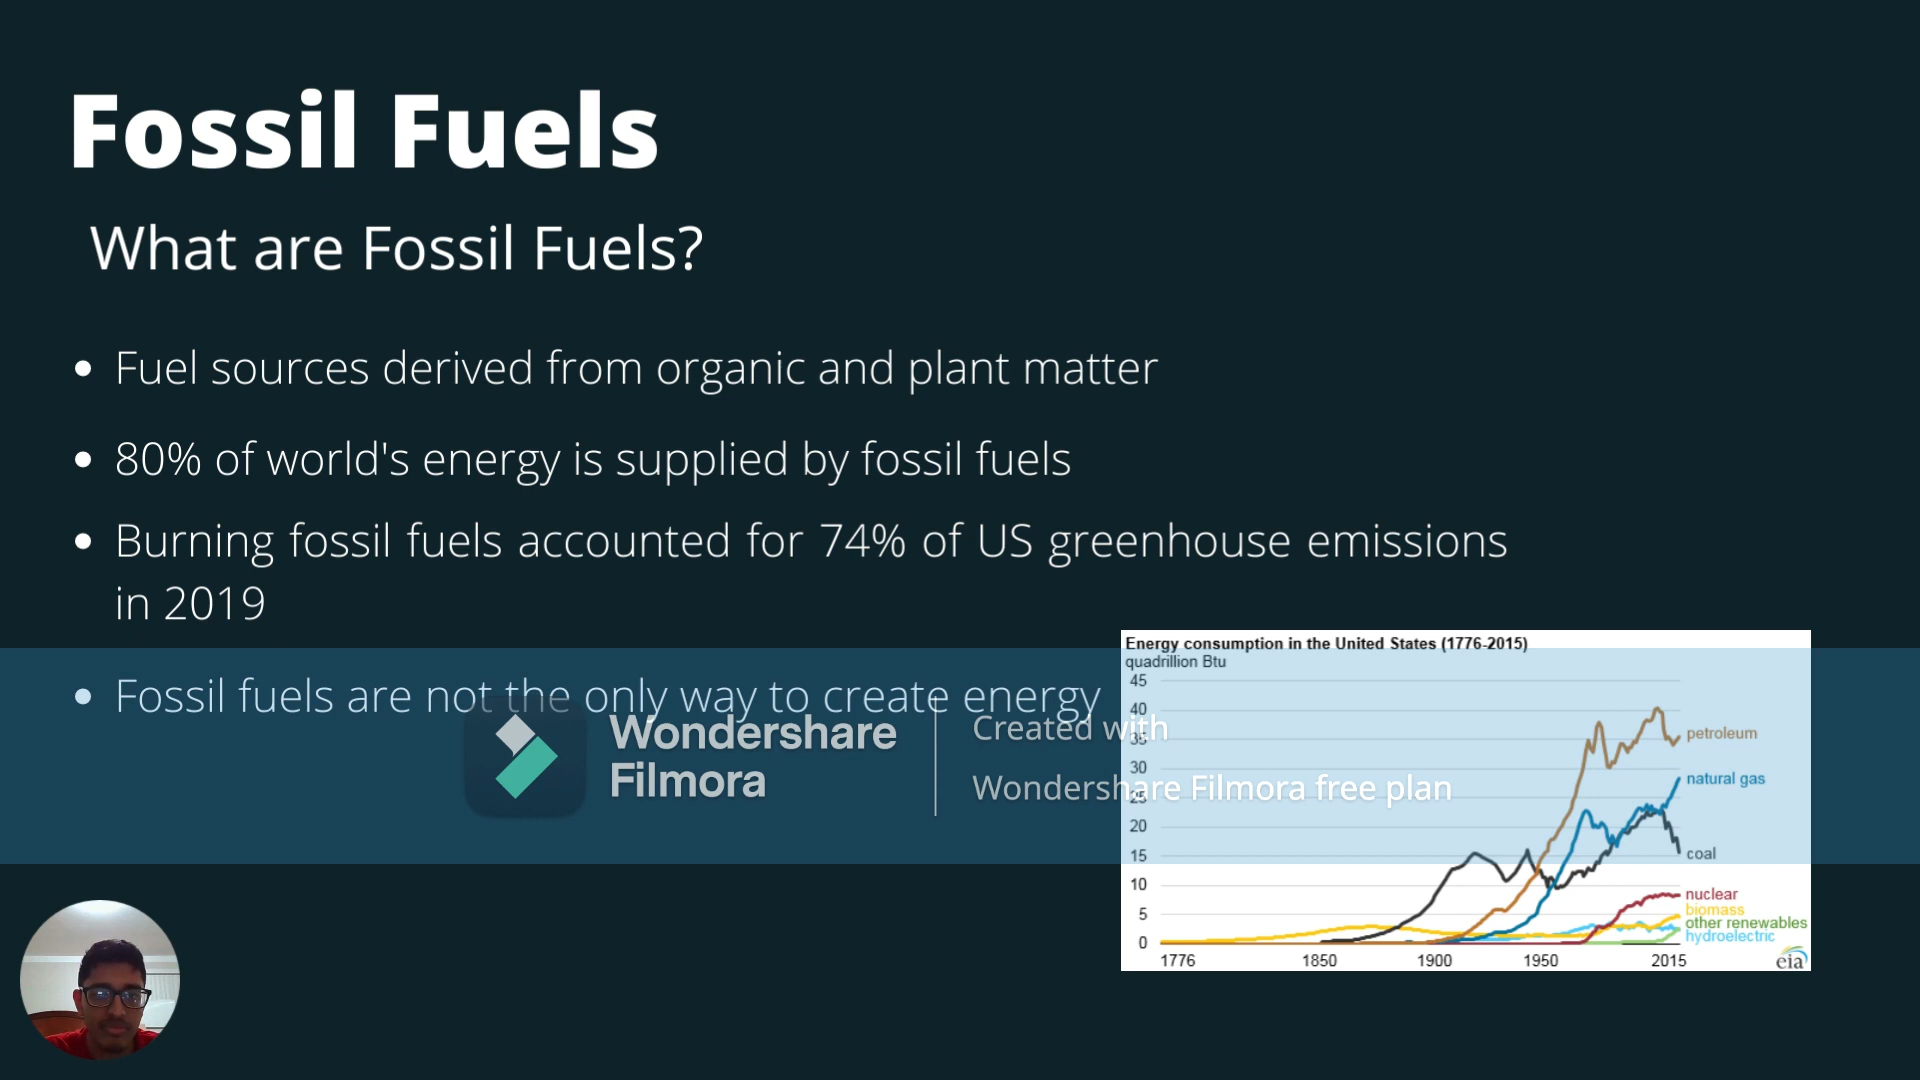 Fossil Fuels
What are Fossil Fuels?
• Fuel sources derived from organic and plant matter
• 80% of world's energy is supplied by fossil fuels
• Burning fossil fuels accounted for 74% of US greenhouse emissions
in 2019
• Fossil fuels are not the only way to create energy
Wondershare
Filmora
Created with
Wondershare Filmora free plan
Energy consumption in the United States (1776-2015)
quadrillion Btu
45
40
35
30
25
20
15
10
5
0
petroleum
natural gas
coal
nuclear
biomass
other renewables
hydroelectric
1776 1850 1900 1950 2015
eia